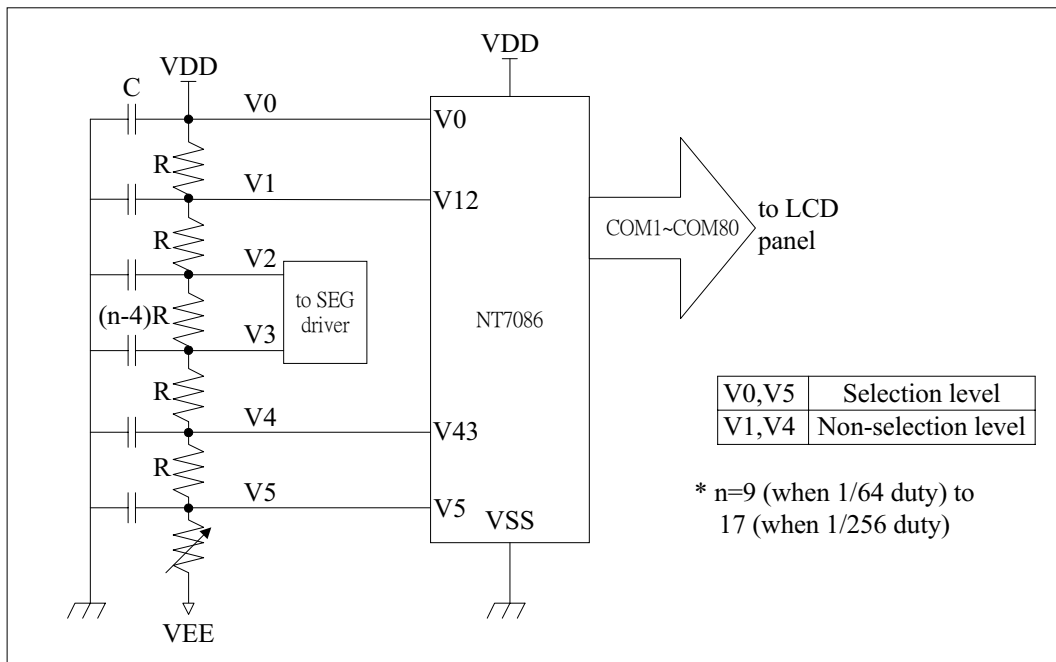 VDD
VDD
C
V0
V0
R
V1
V12
R
V2
(n-4)R
V3
to SEG
driver
R
V4
V43
R
V5
V5
VSS
VEE
NT7086
COM1~COM80
to LCD
panel
V0,V5 Selection level
V1,V4 Non-selection level
* n=9 (when 1/64 duty) to
17 (when 1/256 duty)